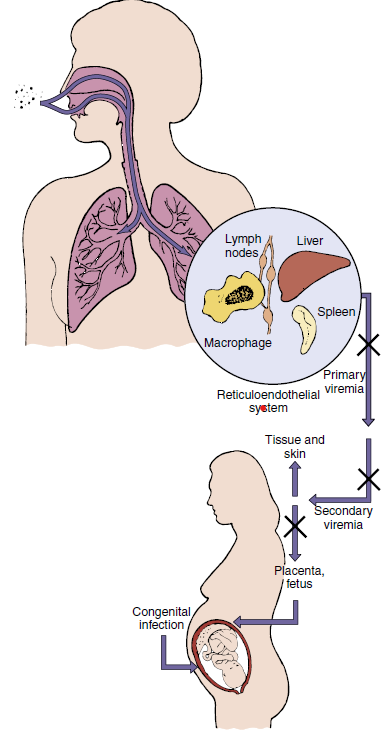 Lymph
nodes
Liver
Spleen
Macrophage
Primary
viremia
Reticuloendothelial
system
Tissue and
skin
Secondary
viremia
Placenta,
fetus
Congenital
infection